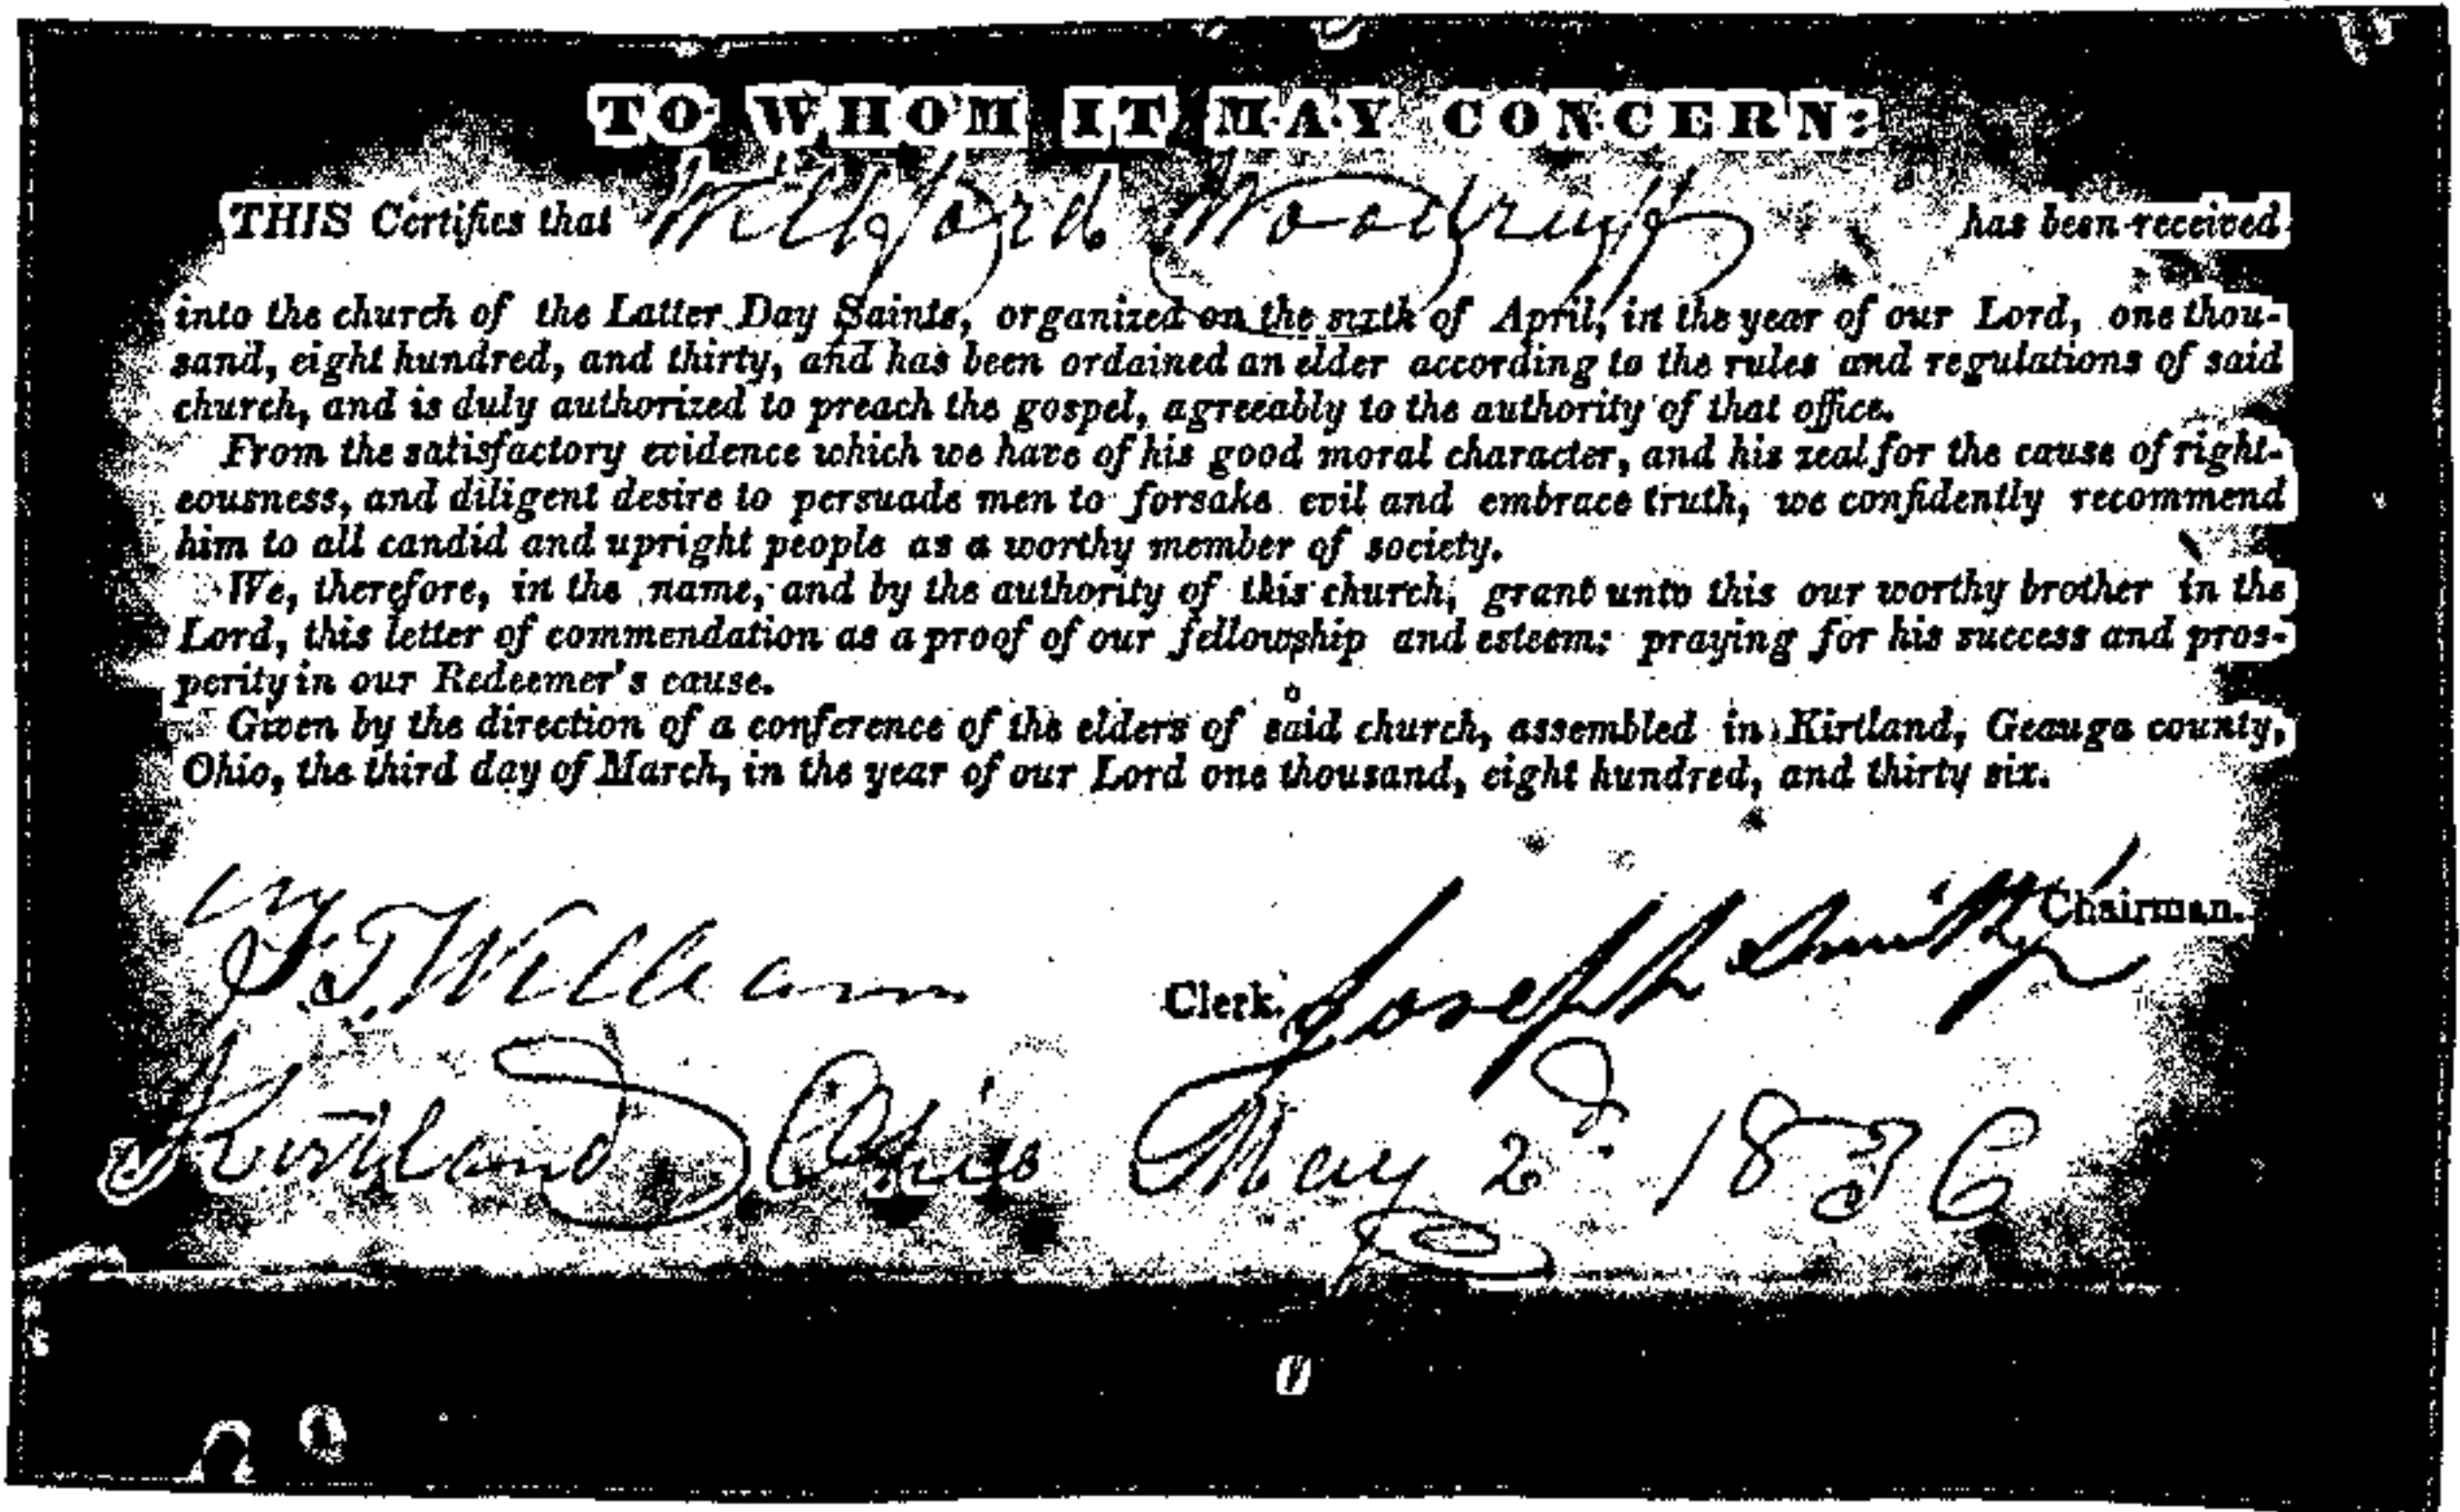 TO WHOM IT MAY CONCERN:
THIS Certifies that Willford Woodruff has been received
into the church of the Latter Day Saints, organized on the sixth of April, in the year of our Lord, one thou-
sand, eight hundred, and thirty, and has been ordained an elder according to the rules and regulations of said
church, and is duly authorized to preach the gospel, agreeably to the authority of that office.
From the satisfactory evidence which we have of his good moral character, and his zeal for the cause of right-
eousness, and diligent desire to persuade men to forsake evil and embrace truth, we confidently recommend
him to all candid and upright people as a worthy member of society.
We, therefore, in the name, and by the authority of this church, grant unto this our worthy brother in the
Lord, this letter of commendation as a proof of our fellowship and esteem: praying for his success and pros-
perity in our Redeemer's cause.
Given by the direction of a conference of the elders of said church, assembled in Kirtland, Geauga county,
Ohio, the third day of March, in the year of our Lord one thousand, eight hundred, and thirty six.
Joseph Smith Chairman.
F. G. Williams Clerk.
Kirtland Ohio May 2d 1836